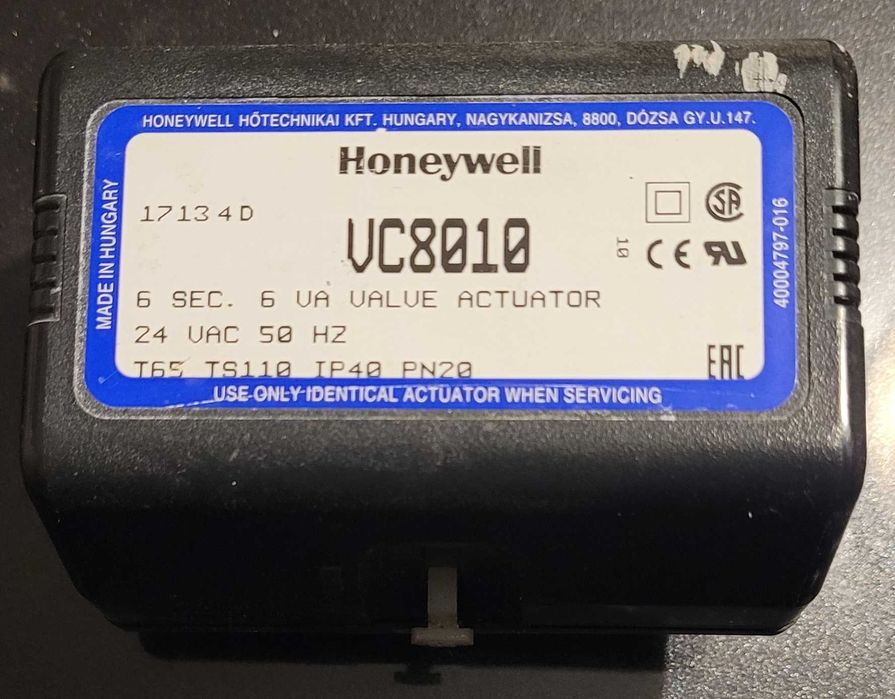 HONEYWELL HŐTECHNIKAI KFT. HUNGARY, NAGYKANIZSA, 8800, DÓZSA GY.U.147.
MADE IN HUNGARY
Honeywell
17134D
VC8010
SA
10
CE
6 SEC. 6 VA VALVE ACTUATOR
24 VAC 50 HZ
T65 TS110 IP40 PN20
EAC
40004797-016
USE ONLY IDENTICAL ACTUATOR WHEN SERVICING